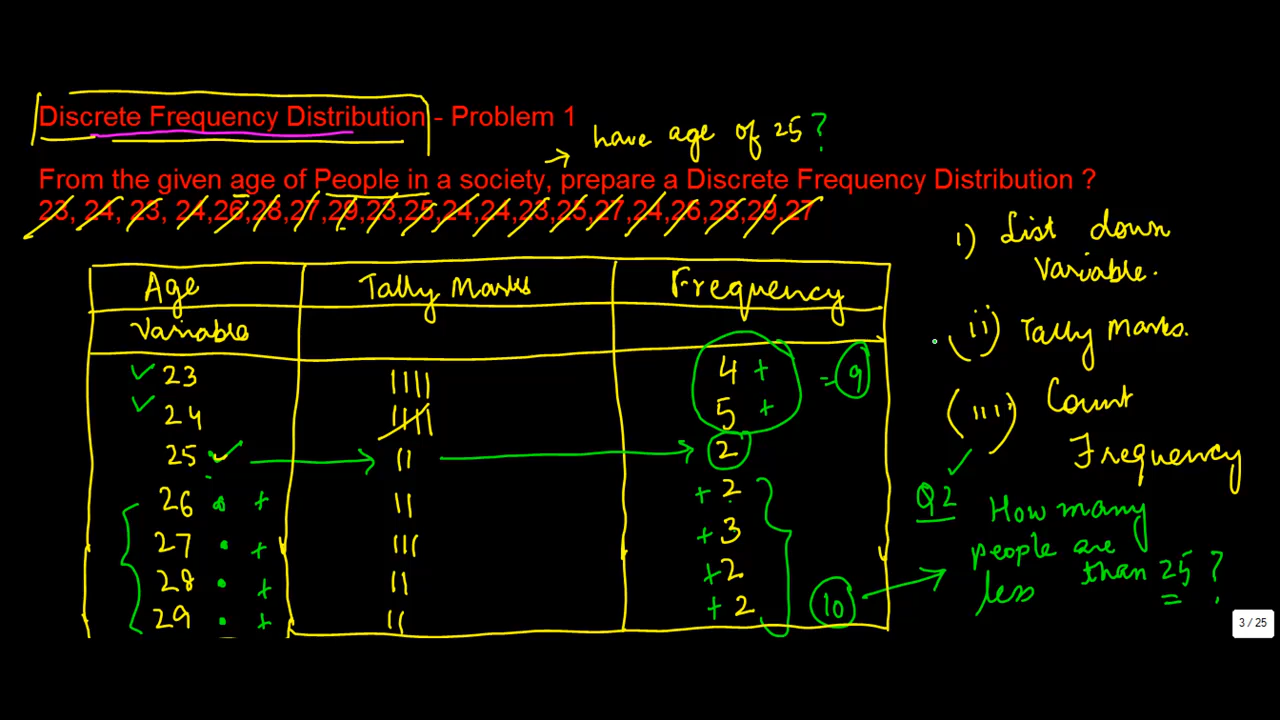 Discrete Frequency Distribution - Problem 1
→ have age of 25 ?
From the given age of People in a society, prepare a Discrete Frequency Distribution ?
23, 24, 23, 24,26,28,27,29,23,25,24,24,23,25,27,24,26,28,29,27
Age Tally Marks Frequency
Variable
✓ 23 |||| 4 + = 9
✓ 24 ||||| 5 +
25 ✓ → || → 2
26 + || + 2
27 + ||| + 3
28 + || +2
29 + || + 2
10 →
i) List down
Variable.
(ii) Tally Marks.
(iii) Count
Frequency
Q2 How many
people are
less than 25 ?
3 / 25